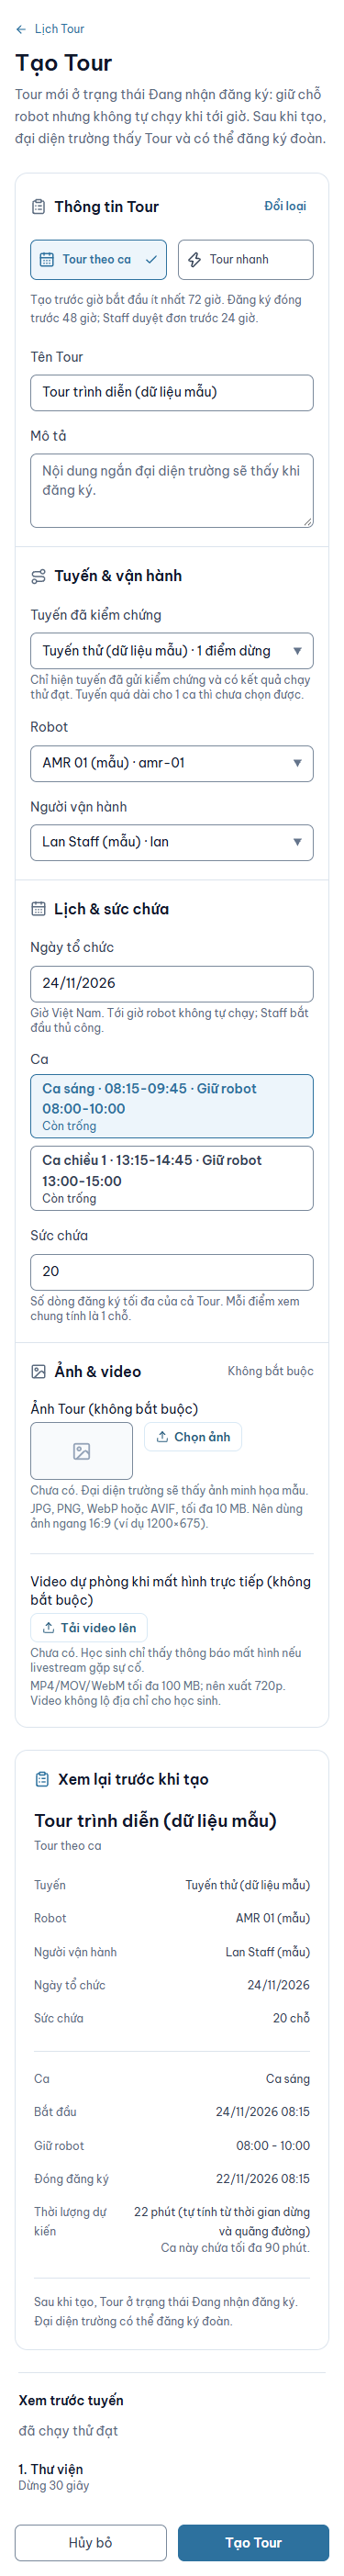 ← Lịch Tour
Tạo Tour
Tour mới ở trạng thái Đang nhận đăng ký: giữ chỗ
robot nhưng không tự chạy khi tới giờ. Sau khi tạo,
đại diện trường thấy Tour và có thể đăng ký đoàn.
Thông tin Tour
Đổi loại
Tour theo ca
Tour nhanh
Tạo trước giờ bắt đầu ít nhất 72 giờ. Đăng ký đóng
trước 48 giờ; Staff duyệt đơn trước 24 giờ.
Tên Tour
Tour trình diễn (dữ liệu mẫu)
Mô tả
Nội dung ngắn đại diện trường sẽ thấy khi
đăng ký.
Tuyến & vận hành
Tuyến đã kiểm chứng
Tuyến thử (dữ liệu mẫu) · 1 điểm dừng
Chỉ hiện tuyến đã gửi kiểm chứng và có kết quả chạy
thử đạt. Tuyến quá dài cho 1 ca thì chưa chọn được.
Robot
AMR 01 (mẫu) · amr-01
Người vận hành
Lan Staff (mẫu) · lan
Lịch & sức chứa
Ngày tổ chức
24/11/2026
Giờ Việt Nam. Tới giờ robot không tự chạy; Staff bắt
đầu thủ công.
Ca
Ca sáng · 08:15-09:45 · Giữ robot
08:00-10:00
Còn trống
Ca chiều 1 · 13:15-14:45 · Giữ robot
13:00-15:00
Còn trống
Sức chứa
20
Số dòng đăng ký tối đa của cả Tour. Mỗi điểm xem
chung tính là 1 chỗ.
Ảnh & video
Không bắt buộc
Ảnh Tour (không bắt buộc)
Chọn ảnh
Chưa có. Đại diện trường sẽ thấy ảnh minh họa mẫu.
JPG, PNG, WebP hoặc AVIF, tối đa 10 MB. Nên dùng
ảnh ngang 16:9 (ví dụ 1200×675).
Video dự phòng khi mất hình trực tiếp (không
bắt buộc)
Tải video lên
Chưa có. Học sinh chỉ thấy thông báo mất hình nếu
livestream gặp sự cố.
MP4/MOV/WebM tối đa 100 MB; nên xuất 720p.
Video không lộ địa chỉ cho học sinh.
Xem lại trước khi tạo
Tour trình diễn (dữ liệu mẫu)
Tour theo ca
Tuyến
Tuyến thử (dữ liệu mẫu)
Robot
AMR 01 (mẫu)
Người vận hành
Lan Staff (mẫu)
Ngày tổ chức
24/11/2026
Sức chứa
20 chỗ
Ca
Ca sáng
Bắt đầu
24/11/2026 08:15
Giữ robot
08:00 - 10:00
Đóng đăng ký
22/11/2026 08:15
Thời lượng dự
kiến
22 phút (tự tính từ thời gian dừng
và quãng đường)
Ca này chứa tối đa 90 phút.
Sau khi tạo, Tour ở trạng thái Đang nhận đăng ký.
Đại diện trường có thể đăng ký đoàn.
Xem trước tuyến
đã chạy thử đạt
1. Thư viện
Dừng 30 giây
Hủy bỏ
Tạo Tour